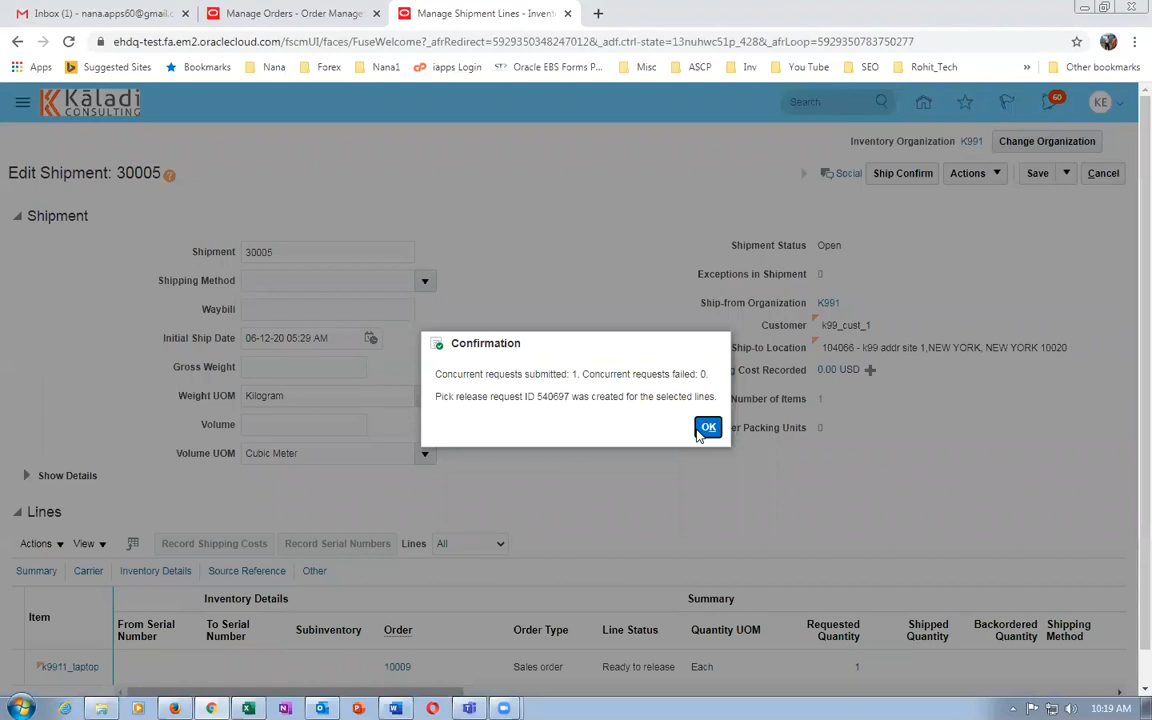 Inbox (1) - nana.apps60@gmail.c
Manage Orders - Order Manage
Manage Shipment Lines - Invento
ehdq-test.fa.em2.oraclecloud.com/fscmUI/faces/FuseWelcome?_afrRedirect=5929350348247012&_adf.ctrl-state=13nuhwc51p_428&_afrLoop=5929350783750277
Apps Suggested Sites Bookmarks Nana Forex Nana1 iapps Login Oracle EBS Forms P... Misc ASCP Inv You Tube SEO Rohit_Tech » Other bookmarks
Kāladi
CONSULTING
Search
60
KE
Inventory Organization K991 Change Organization
Edit Shipment: 30005
Social Ship Confirm Actions Save Cancel
Shipment
Shipment 30005
Shipping Method
Waybill
Initial Ship Date 06-12-20 05:29 AM
Gross Weight
Weight UOM Kilogram
Volume
Volume UOM Cubic Meter
Show Details
Shipment Status Open
Exceptions in Shipment 0
Ship-from Organization K991
Customer k99_cust_1
Ship-to Location 104066 - k99 addr site 1,NEW YORK, NEW YORK 10020
g Cost Recorded 0.00 USD
Number of Items 1
er Packing Units 0
Confirmation
Concurrent requests submitted: 1. Concurrent requests failed: 0.
Pick release request ID 540697 was created for the selected lines.
OK
Lines
Actions View Record Shipping Costs Record Serial Numbers Lines All
Summary Carrier Inventory Details Source Reference Other
Inventory Details Summary
Item From Serial Number To Serial Number Subinventory Order Order Type Line Status Quantity UOM Requested Quantity Shipped Quantity Backordered Quantity Shipping Method
k9911_laptop 10009 Sales order Ready to release Each 1
10:19 AM